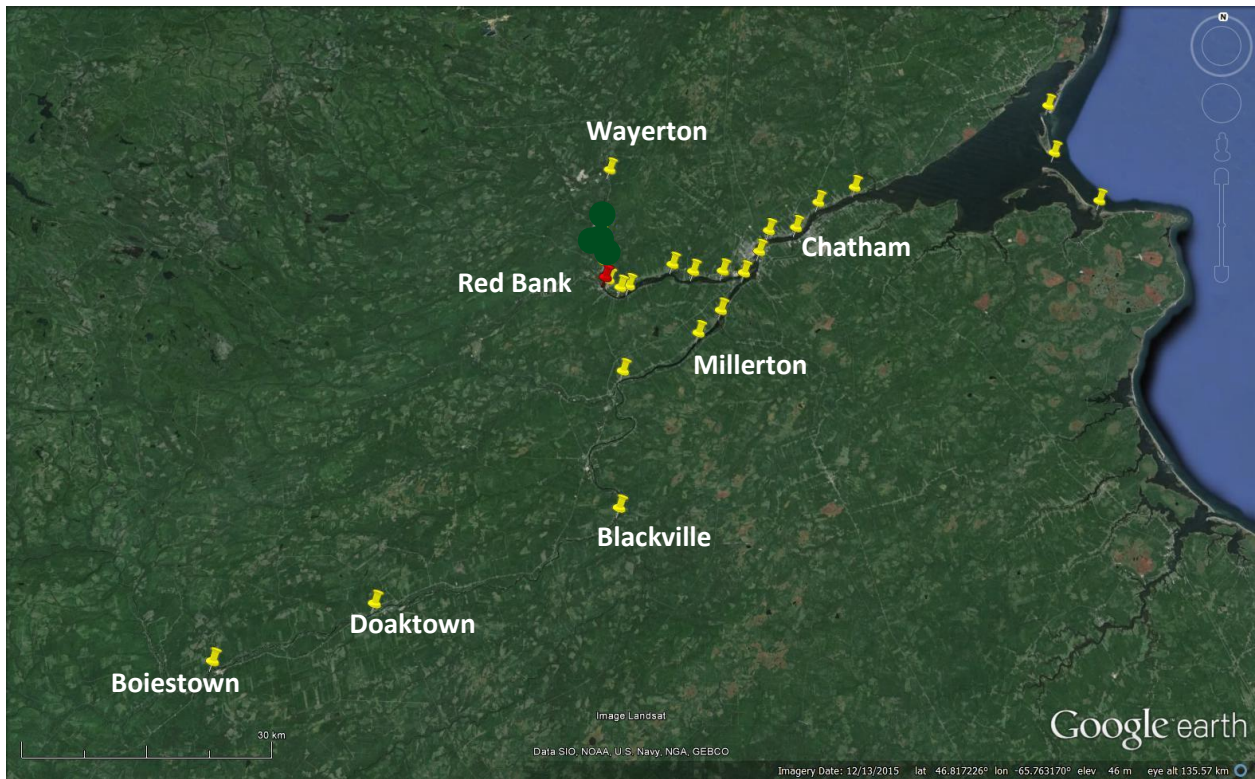 N
Wayerton
Chatham
Red Bank
Millerton
Blackville
Doaktown
Boiestown
Image Landsat
Google earth
30 km
Data SIO, NOAA, U.S. Navy, NGA, GEBCO
Imagery Date: 12/13/2015 lat 46.817226° lon -65.763170° elev 46 m eye alt 135.57 km